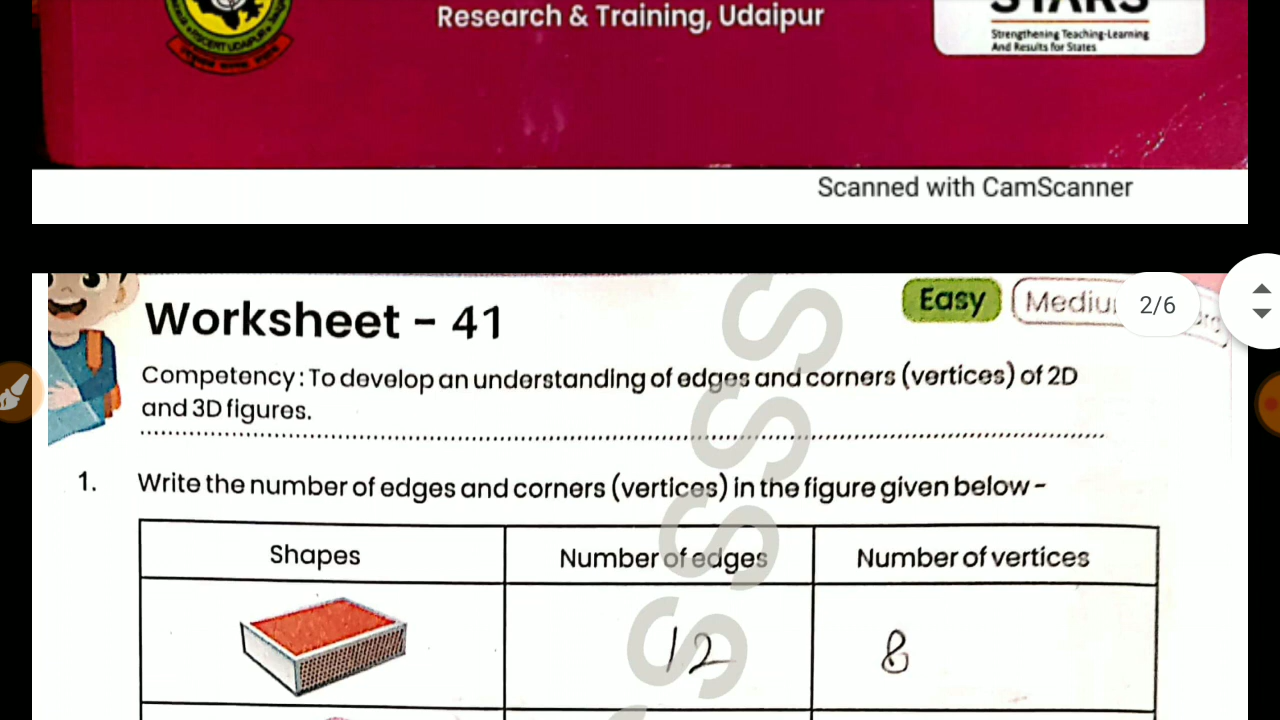 Research & Training, Udaipur
STARS
Strengthening Teaching-Learning
And Results for States
Scanned with CamScanner
Worksheet - 41
Easy
2/6
Competency : To develop an understanding of edges and corners (vertices) of 2D
and 3D figures.
1. Write the number of edges and corners (vertices) in the figure given below -
Shapes
Number of edges
Number of vertices
12
8
SSSS